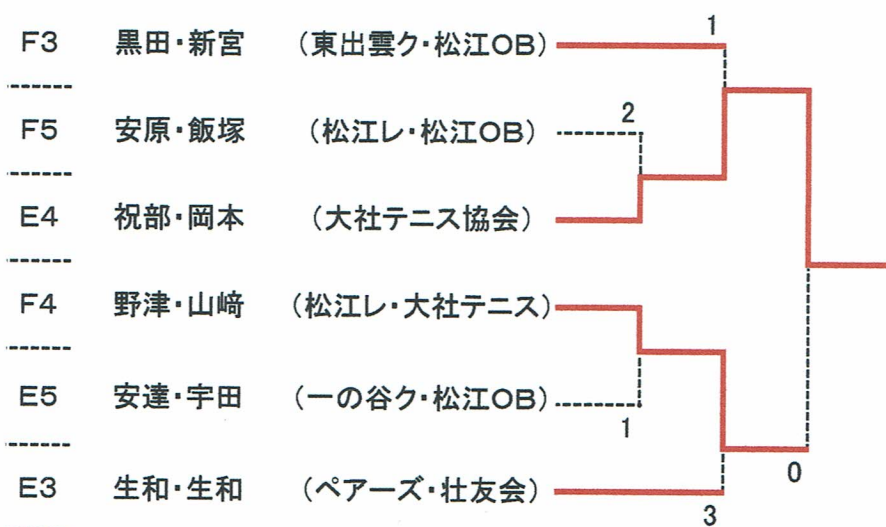 F3 黒田・新宮 (東出雲ク・松江OB) 1
F5 安原・飯塚 (松江レ・松江OB) 2
E4 祝部・岡本 (大社テニス協会)
F4 野津・山﨑 (松江レ・大社テニス)
E5 安達・宇田 (一の谷ク・松江OB) 1
E3 生和・生和 (ペアーズ・壮友会) 3
0